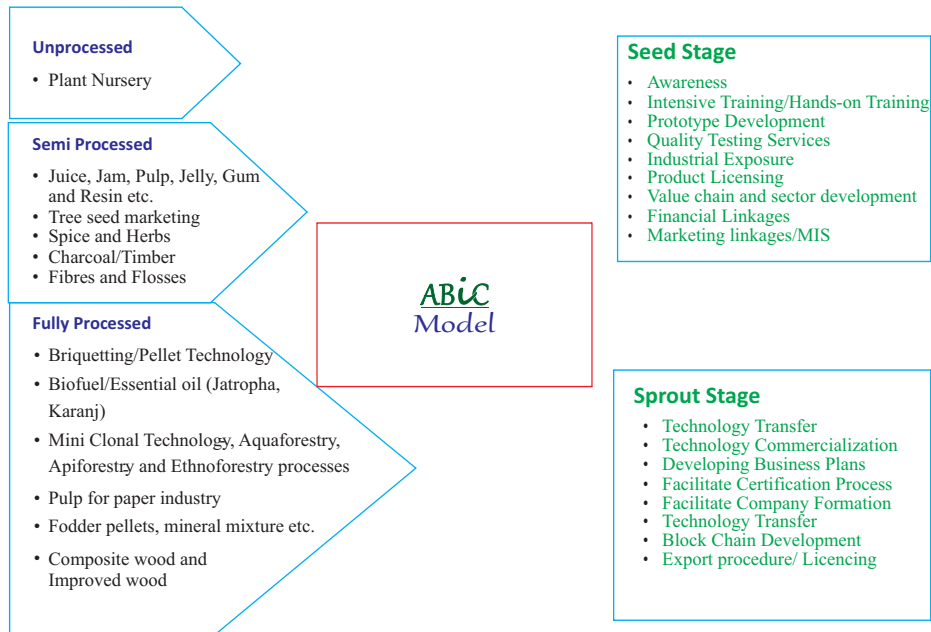 Unprocessed
• Plant Nursery
Semi Processed
• Juice, Jam, Pulp, Jelly, Gum
and Resin etc.
• Tree seed marketing
• Spice and Herbs
• Charcoal/Timber
• Fibres and Flosses
Fully Processed
• Briquetting/Pellet Technology
• Biofuel/Essential oil (Jatropha,
Karanj)
• Mini Clonal Technology, Aquaforestry,
Apiforestry and Ethnoforestry processes
• Pulp for paper industry
• Fodder pellets, mineral mixture etc.
• Composite wood and
Improved wood
ABiC
Model
Seed Stage
• Awareness
• Intensive Training/Hands-on Training
• Prototype Development
• Quality Testing Services
• Industrial Exposure
• Product Licensing
• Value chain and sector development
• Financial Linkages
• Marketing linkages/MIS
Sprout Stage
• Technology Transfer
• Technology Commercialization
• Developing Business Plans
• Facilitate Certification Process
• Facilitate Company Formation
• Technology Transfer
• Block Chain Development
• Export procedure/ Licencing